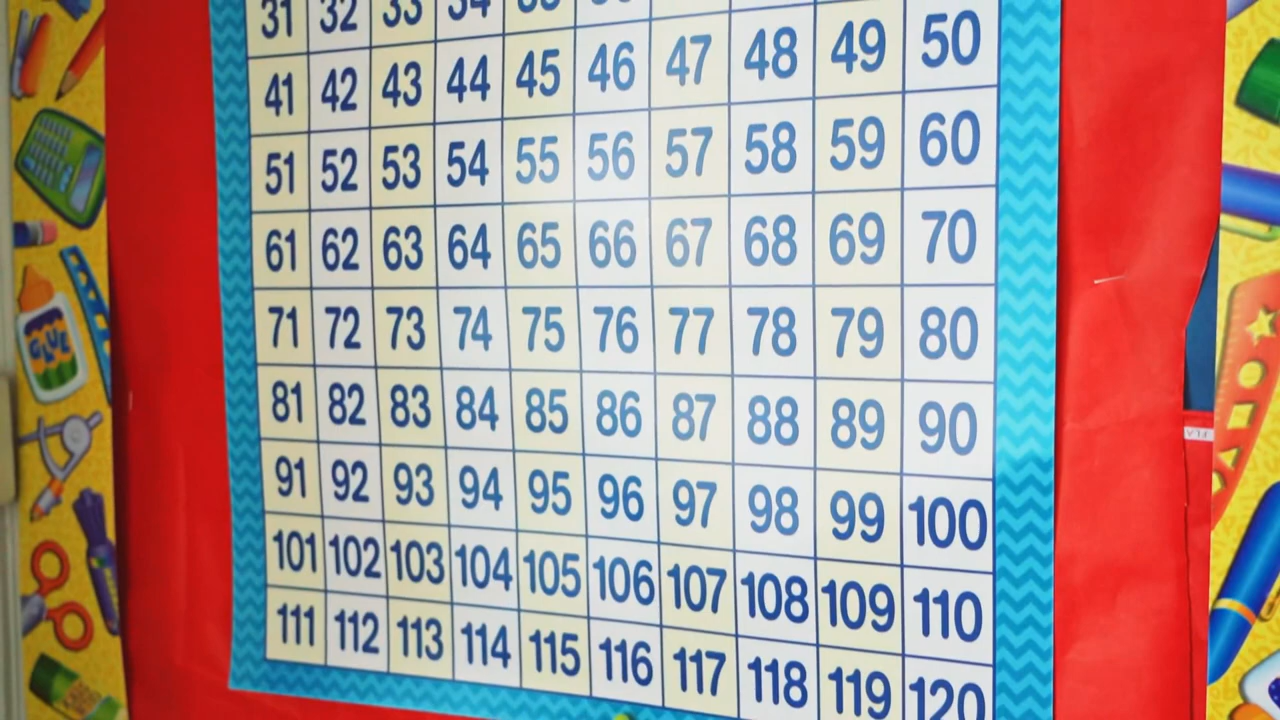 31 32 33 34
41 42 43 44 45 46 47 48 49 50
51 52 53 54 55 56 57 58 59 60
61 62 63 64 65 66 67 68 69 70
71 72 73 74 75 76 77 78 79 80
81 82 83 84 85 86 87 88 89 90
91 92 93 94 95 96 97 98 99 100
101 102 103 104 105 106 107 108 109 110
111 112 113 114 115 116 117 118 119 120
GLUE